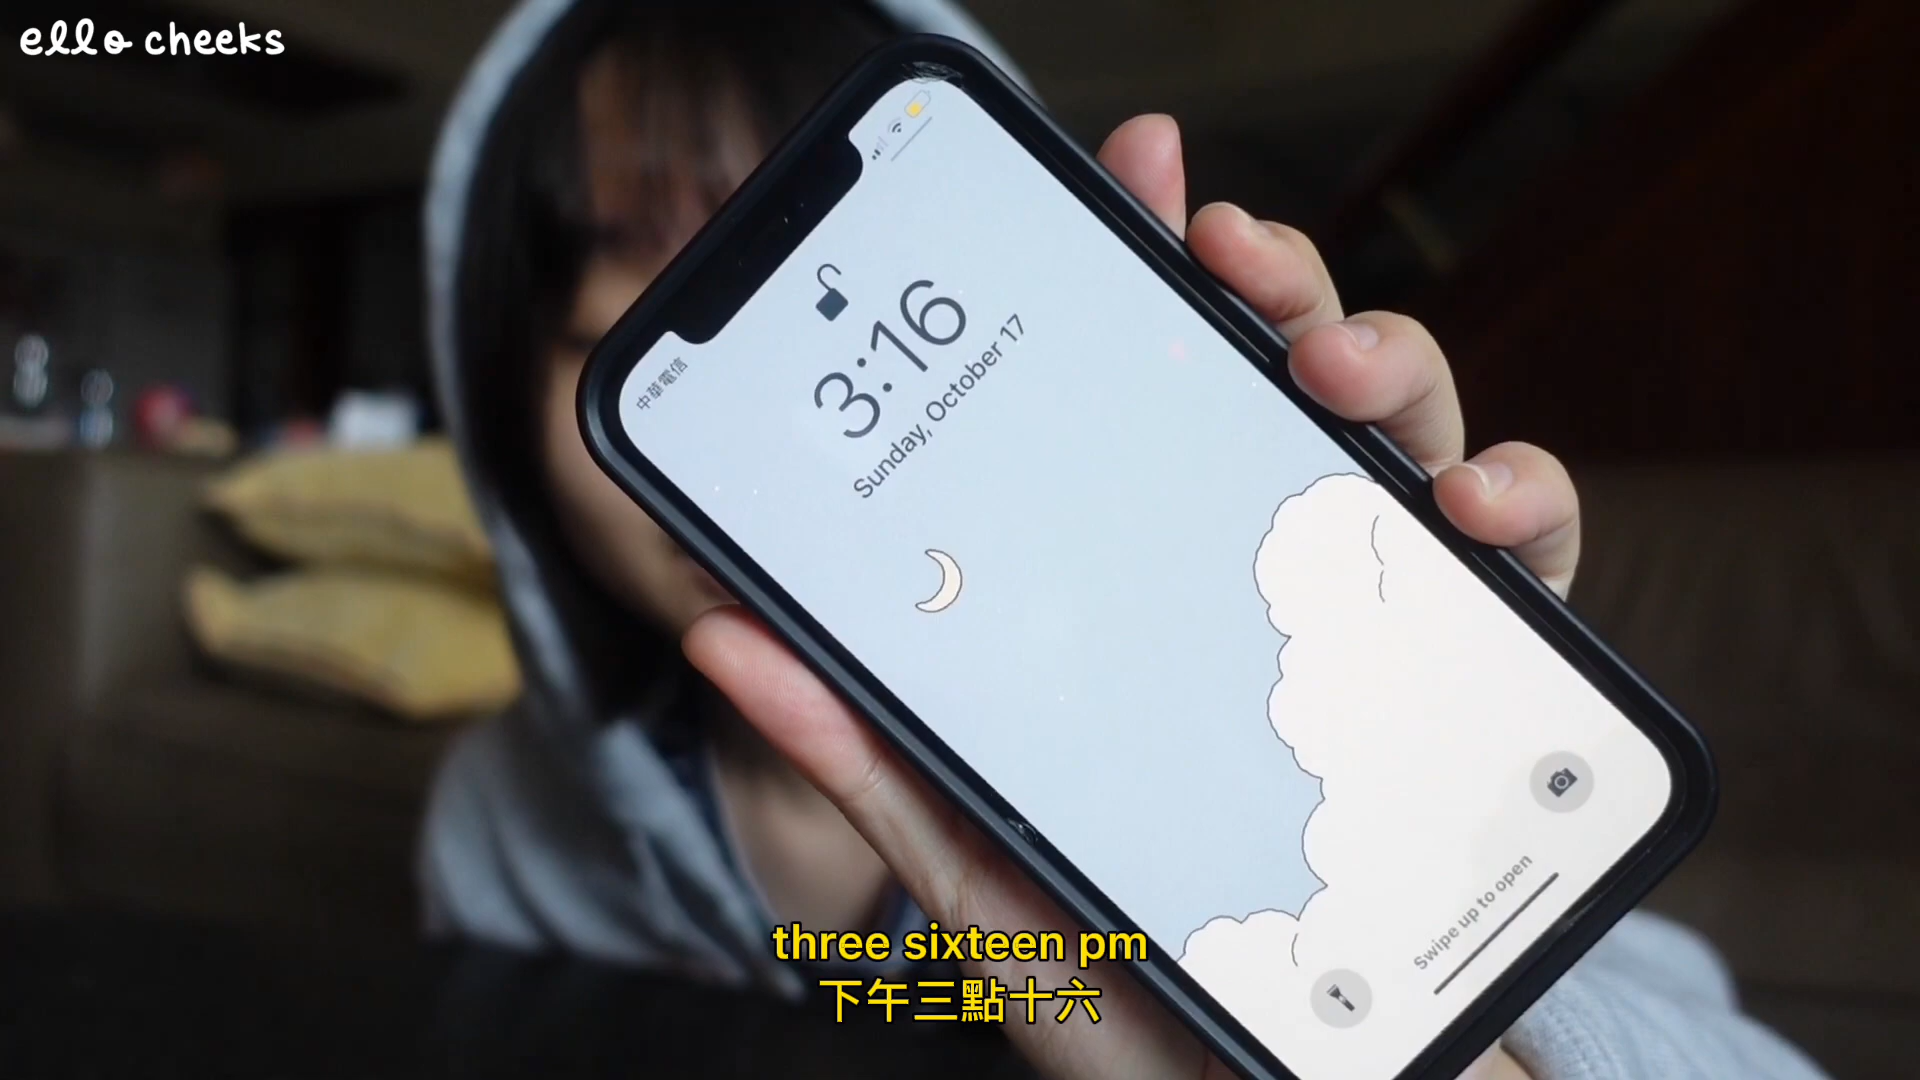 ello cheeks
中華電信
3:16
Sunday, October 17
Swipe up to open
three sixteen pm
下午三點十六